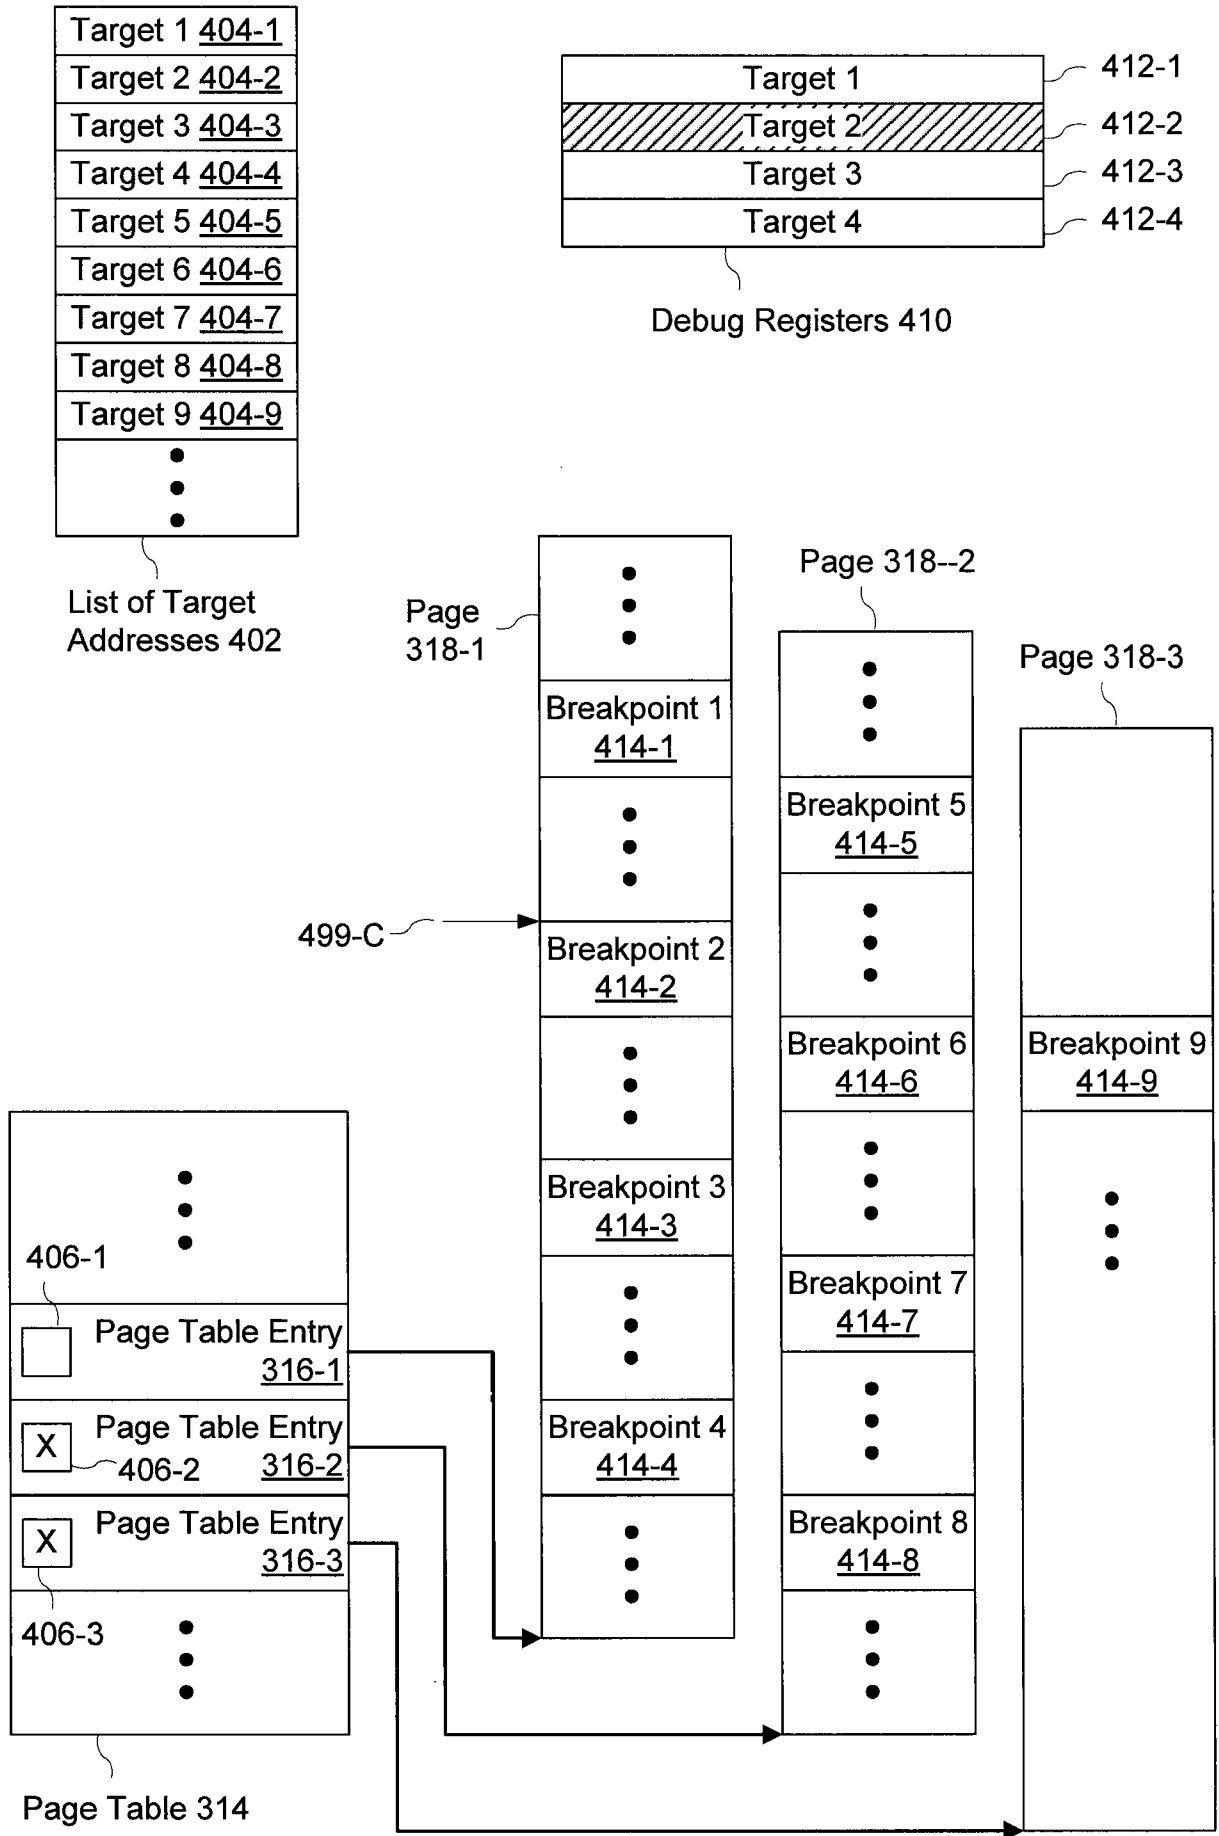 Target 1 404-1
Target 2 404-2
Target 3 404-3
Target 4 404-4
Target 5 404-5
Target 6 404-6
Target 7 404-7
Target 8 404-8
Target 9 404-9
List of Target
Addresses 402
Target 1
412-1
Target 2
412-2
Target 3
412-3
Target 4
412-4
Debug Registers 410
Page
318-1
Breakpoint 1
414-1
499-C
Breakpoint 2
414-2
Breakpoint 3
414-3
Breakpoint 4
414-4
Page 318--2
Breakpoint 5
414-5
Breakpoint 6
414-6
Breakpoint 7
414-7
Breakpoint 8
414-8
Page 318-3
Breakpoint 9
414-9
406-1
Page Table Entry
316-1
X
Page Table Entry
406-2
316-2
X
Page Table Entry
316-3
406-3
Page Table 314